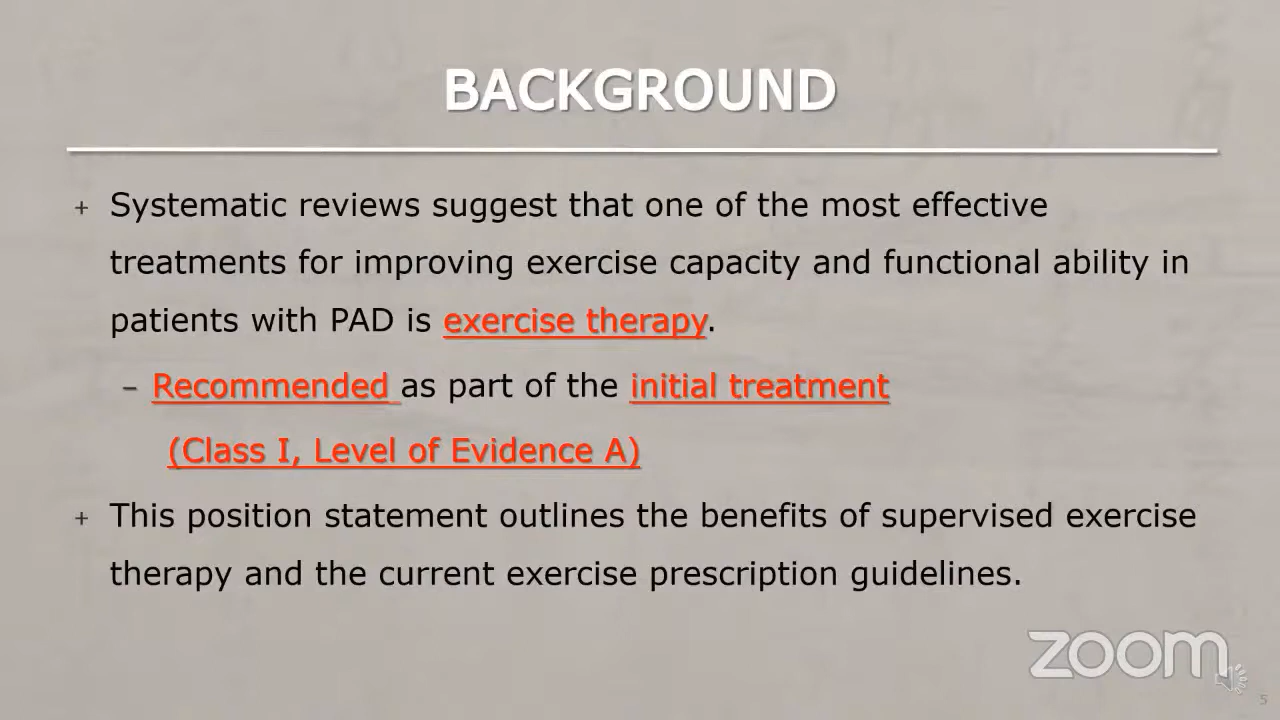 BACKGROUND
+ Systematic reviews suggest that one of the most effective
treatments for improving exercise capacity and functional ability in
patients with PAD is exercise therapy.
– Recommended as part of the initial treatment
(Class I, Level of Evidence A)
+ This position statement outlines the benefits of supervised exercise
therapy and the current exercise prescription guidelines.
zoom
5